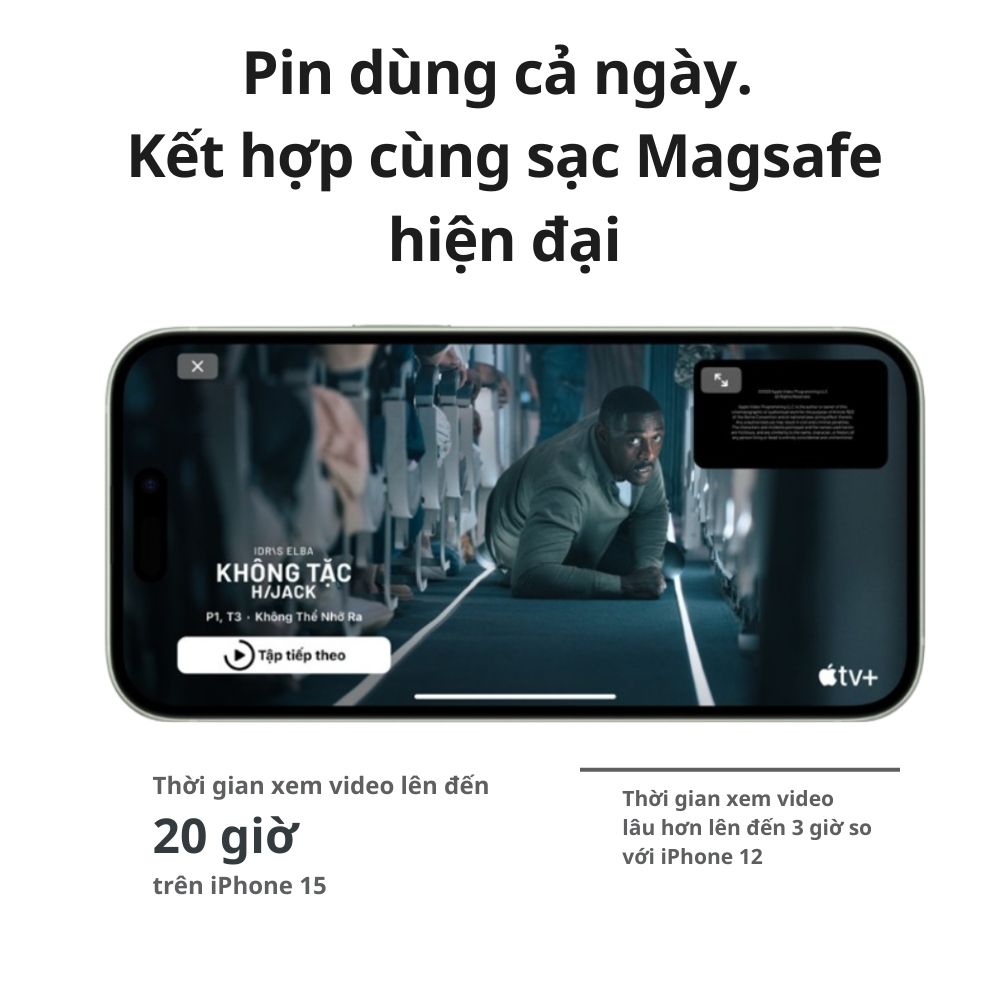 Pin dùng cả ngày.
Kết hợp cùng sạc Magsafe
hiện đại
IDRIS ELBA
KHÔNG TẶC
H/JACK
P1, T3 · Không Thể Nhở Ra
Tập tiếp theo
tv+
Thời gian xem video lên đến
20 giờ
trên iPhone 15
Thời gian xem video
lâu hơn lên đến 3 giờ so
với iPhone 12